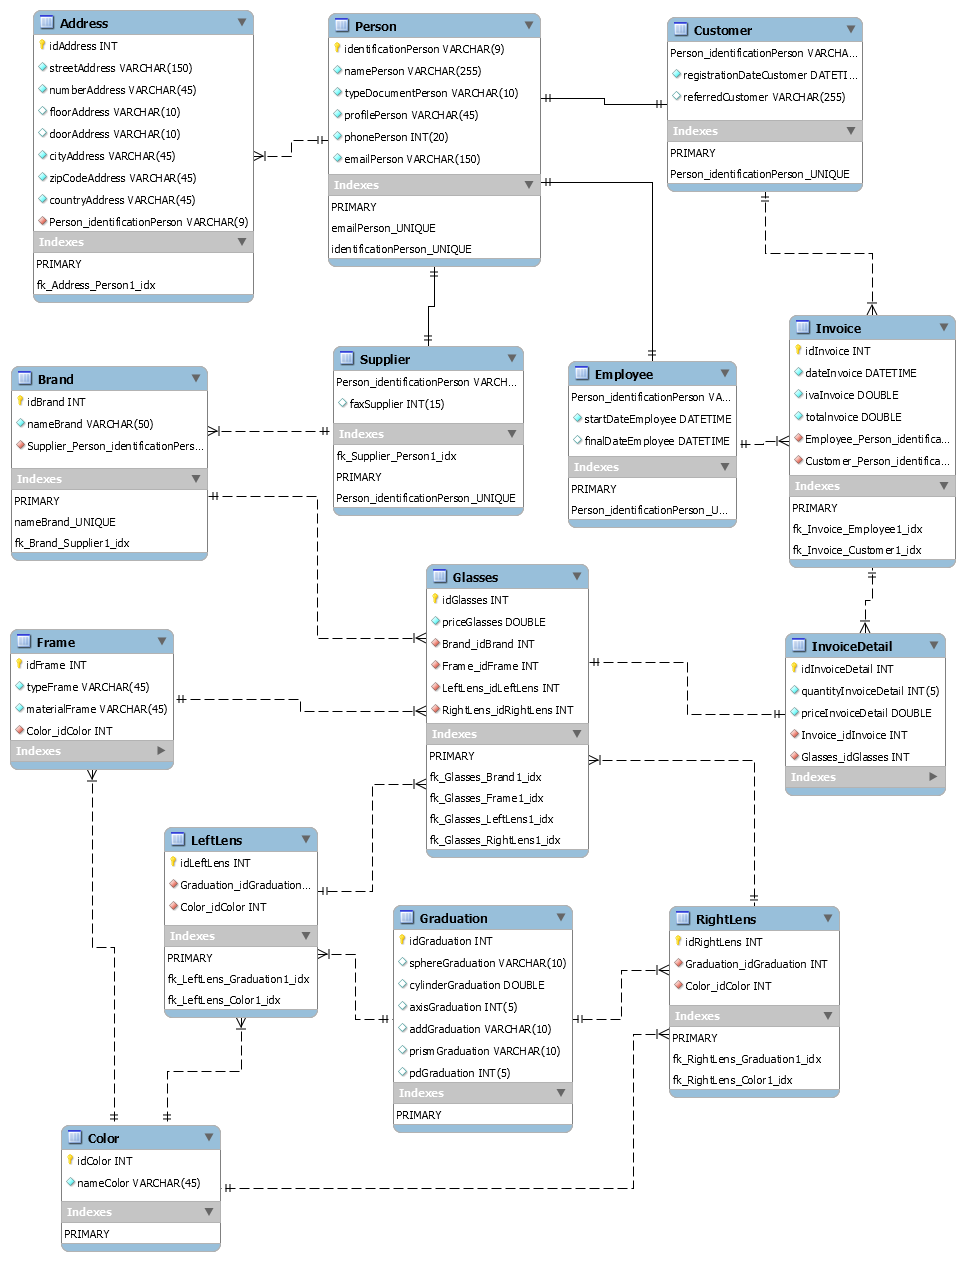 Address
idAddress INT
streetAddress VARCHAR(150)
numberAddress VARCHAR(45)
floorAddress VARCHAR(10)
doorAddress VARCHAR(10)
cityAddress VARCHAR(45)
zipCodeAddress VARCHAR(45)
countryAddress VARCHAR(45)
Person_identificationPerson VARCHAR(9)
Indexes
PRIMARY
fk_Address_Person1_idx
Person
identificationPerson VARCHAR(9)
namePerson VARCHAR(255)
typeDocumentPerson VARCHAR(10)
profilePerson VARCHAR(45)
phonePerson INT(20)
emailPerson VARCHAR(150)
Indexes
PRIMARY
emailPerson_UNIQUE
identificationPerson_UNIQUE
Customer
Person_identificationPerson VARCHA...
registrationDateCustomer DATETI...
referredCustomer VARCHAR(255)
Indexes
PRIMARY
Person_identificationPerson_UNIQUE
Brand
idBrand INT
nameBrand VARCHAR(50)
Supplier_Person_identificationPers...
Indexes
PRIMARY
nameBrand_UNIQUE
fk_Brand_Supplier1_idx
Supplier
Person_identificationPerson VARCH...
faxSupplier INT(15)
Indexes
fk_Supplier_Person1_idx
PRIMARY
Person_identificationPerson_UNIQUE
Employee
Person_identificationPerson VA...
startDateEmployee DATETIME
finalDateEmployee DATETIME
Indexes
PRIMARY
Person_identificationPerson_U...
Invoice
idInvoice INT
dateInvoice DATETIME
ivaInvoice DOUBLE
totalnvoice DOUBLE
Employee_Person_identifica...
Customer_Person_identifica...
Indexes
PRIMARY
fk_Invoice_Employee1_idx
fk_Invoice_Customer1_idx
Glasses
idGlasses INT
priceGlasses DOUBLE
Brand_idBrand INT
Frame_idFrame INT
LeftLens_idLeftLens INT
RightLens_idRightLens INT
Indexes
PRIMARY
fk_Glasses_Brand1_idx
fk_Glasses_Frame1_idx
fk_Glasses_LeftLens1_idx
fk_Glasses_RightLens1_idx
Frame
idFrame INT
typeFrame VARCHAR(45)
materialFrame VARCHAR(45)
Color_idColor INT
Indexes
InvoiceDetail
idInvoiceDetail INT
quantityInvoiceDetail INT(5)
priceInvoiceDetail DOUBLE
Invoice_idInvoice INT
Glasses_idGlasses INT
Indexes
LeftLens
idLeftLens INT
Graduation_idGraduation...
Color_idColor INT
Indexes
PRIMARY
fk_LeftLens_Graduation1_idx
fk_LeftLens_Color1_idx
Graduation
idGraduation INT
sphereGraduation VARCHAR(10)
cylinderGraduation DOUBLE
axisGraduation INT(5)
addGraduation VARCHAR(10)
prismGraduation VARCHAR(10)
pdGraduation INT(5)
Indexes
PRIMARY
RightLens
idRightLens INT
Graduation_idGraduation INT
Color_idColor INT
Indexes
PRIMARY
fk_RightLens_Graduation1_idx
fk_RightLens_Color1_idx
Color
idColor INT
nameColor VARCHAR(45)
Indexes
PRIMARY